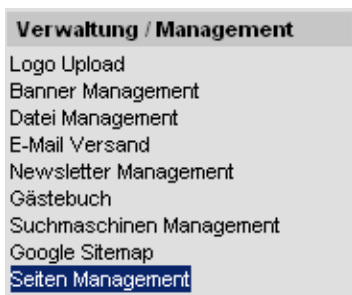 Verwaltung / Management
Logo Upload
Banner Management
Datei Management
E-Mail Versand
Newsletter Management
Gästebuch
Suchmaschinen Management
Google Sitemap
Seiten Management